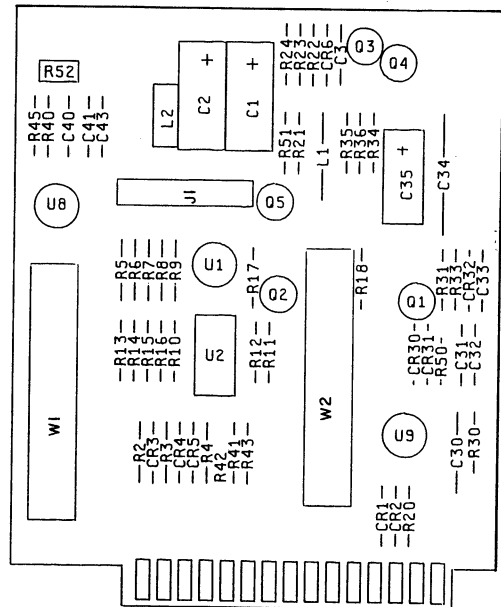 R24
R23
R22
CR6
C3
Q3
Q4
R52
+
C2
+
C1
L2
R45
R40
C40
C41
C43
R51
R21
L1
R35
R36
R34
+
C35
C34
U8
J1
Q5
R5
R6
R7
R8
R9
U1
R17
Q2
R18
Q1
R31
R33
CR32
C33
R13
R14
R15
R16
R10
U2
R12
R11
CR30
CR31
R50
C31
C32
W1
W2
R2
CR3
R3
CR4
CR5
R4
R42
R41
R43
U9
C30
R30
CR1
CR2
R20